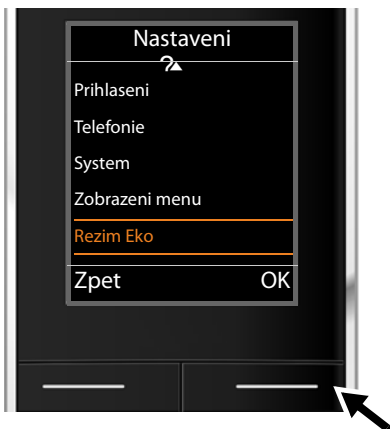 Nastaveni
Prihlaseni
Telefonie
System
Zobrazeni menu
Rezim Eko
Zpet OK